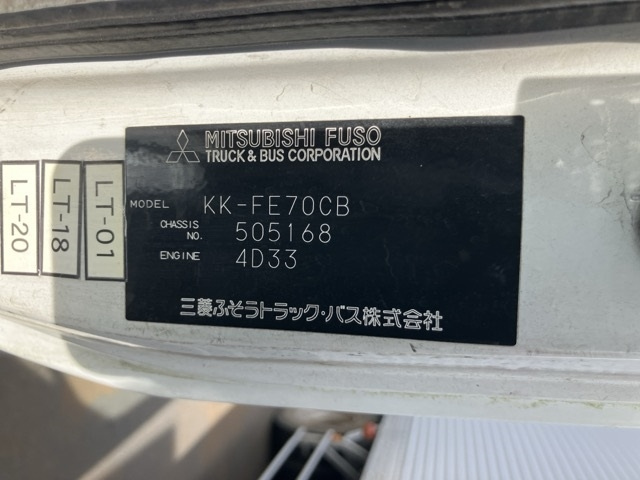 MITSUBISHI FUSO
TRUCK & BUS CORPORATION
MODEL KK-FE70CB
CHASSIS NO. 505168
ENGINE 4D33
三菱ふそうトラック・バス株式会社
LT-20
LT-18
LT-01